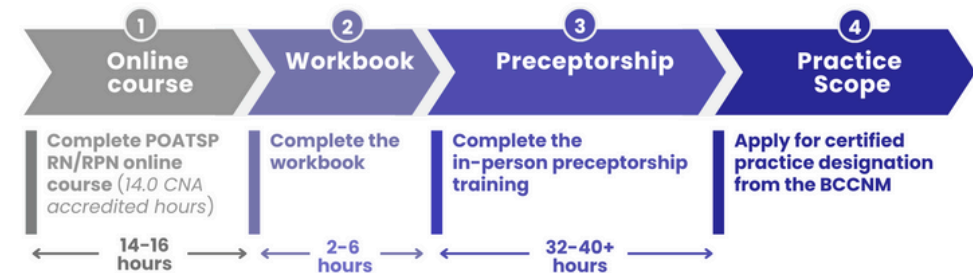 1
Online
course
Complete POATSP
RN/RPN online
course (14.0 CNA
accredited hours)
14-16
hours
2
Workbook
Complete the
workbook
2-6
hours
3
Preceptorship
Complete the
in-person preceptorship
training
32-40+
hours
4
Practice
Scope
Apply for certified
practice designation
from the BCCNM